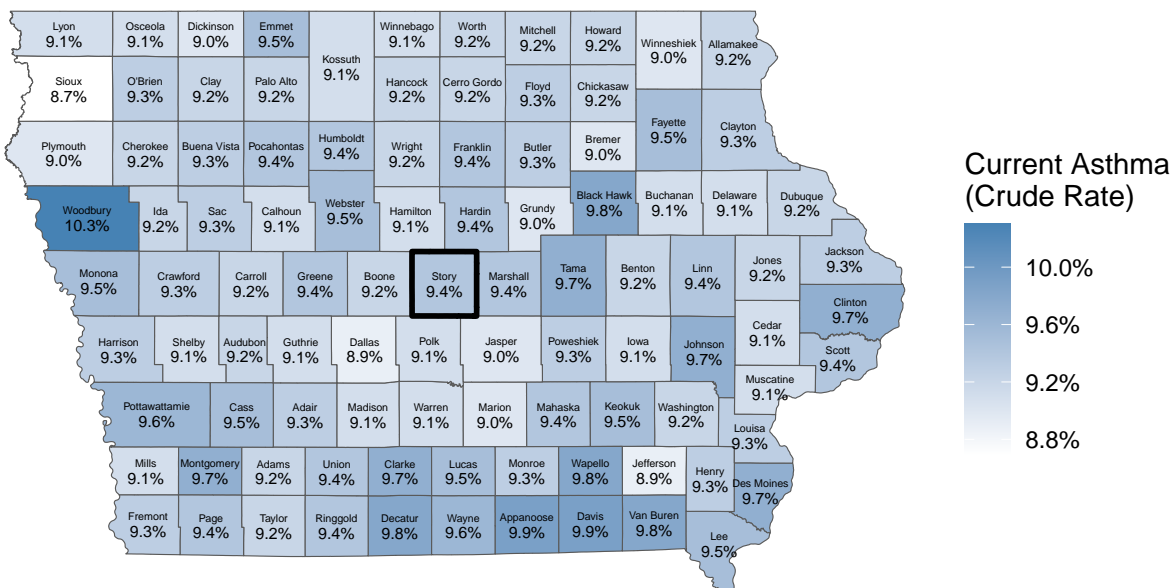 Lyon
9.1%
Osceola
9.1%
Dickinson
9.0%
Emmet
9.5%
Kossuth
9.1%
Winnebago
9.1%
Worth
9.2%
Mitchell
9.2%
Howard
9.2%
Winneshiek
9.0%
Allamakee
9.2%
Sioux
8.7%
O'Brien
9.3%
Clay
9.2%
Palo Alto
9.2%
Hancock
9.2%
Cerro Gordo
9.2%
Floyd
9.3%
Chickasaw
9.2%
Fayette
9.5%
Clayton
9.3%
Plymouth
9.0%
Cherokee
9.2%
Buena Vista
9.3%
Pocahontas
9.4%
Humboldt
9.4%
Wright
9.2%
Franklin
9.4%
Butler
9.3%
Bremer
9.0%
Woodbury
10.3%
Ida
9.2%
Sac
9.3%
Calhoun
9.1%
Webster
9.5%
Hamilton
9.1%
Hardin
9.4%
Grundy
9.0%
Black Hawk
9.8%
Buchanan
9.1%
Delaware
9.1%
Dubuque
9.2%
Monona
9.5%
Crawford
9.3%
Carroll
9.2%
Greene
9.4%
Boone
9.2%
Story
9.4%
Marshall
9.4%
Tama
9.7%
Benton
9.2%
Linn
9.4%
Jones
9.2%
Jackson
9.3%
Clinton
9.7%
Harrison
9.3%
Shelby
9.1%
Audubon
9.2%
Guthrie
9.1%
Dallas
8.9%
Polk
9.1%
Jasper
9.0%
Poweshiek
9.3%
Iowa
9.1%
Johnson
9.7%
Cedar
9.1%
Scott
9.4%
Muscatine
9.1%
Pottawattamie
9.6%
Cass
9.5%
Adair
9.3%
Madison
9.1%
Warren
9.1%
Marion
9.0%
Mahaska
9.4%
Keokuk
9.5%
Washington
9.2%
Louisa
9.3%
Mills
9.1%
Montgomery
9.7%
Adams
9.2%
Union
9.4%
Clarke
9.7%
Lucas
9.5%
Monroe
9.3%
Wapello
9.8%
Jefferson
8.9%
Henry
9.3%
Des Moines
9.7%
Fremont
9.3%
Page
9.4%
Taylor
9.2%
Ringgold
9.4%
Decatur
9.8%
Wayne
9.6%
Appanoose
9.9%
Davis
9.9%
Van Buren
9.8%
Lee
9.5%
Current Asthma
(Crude Rate)
10.0%
9.6%
9.2%
8.8%